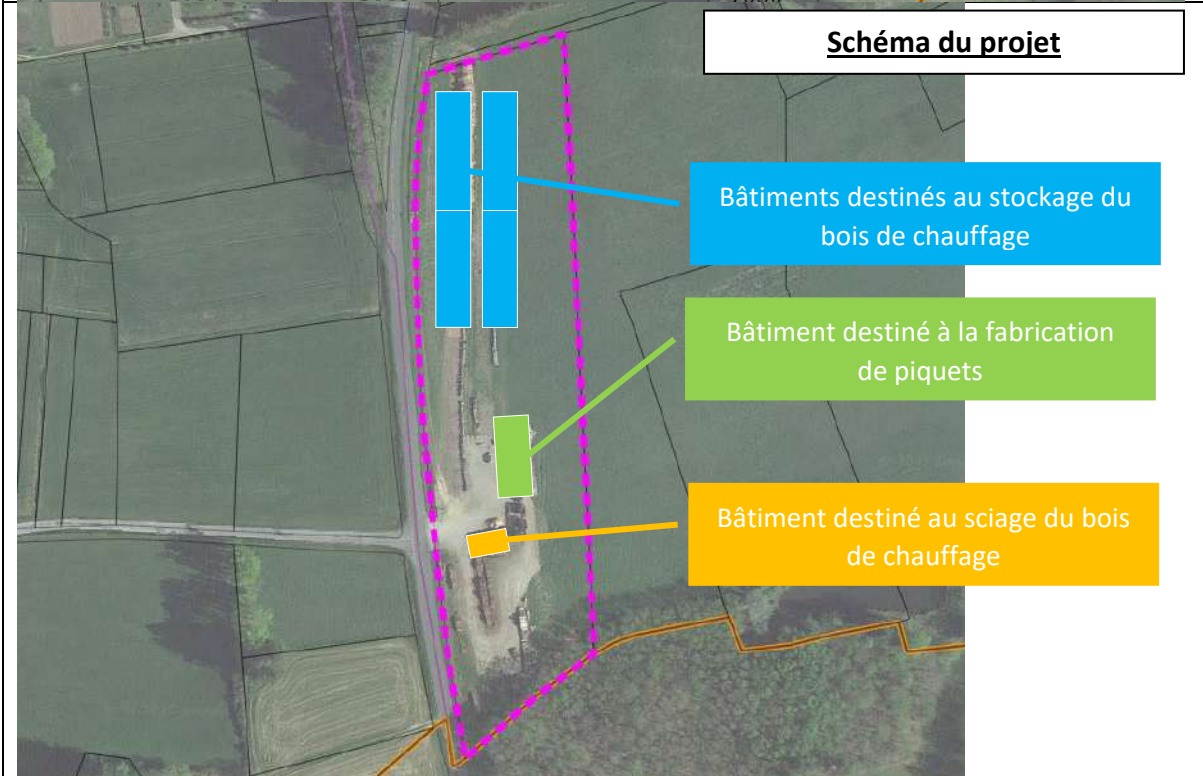 Schéma du projet
Bâtiments destinés au stockage du
bois de chauffage
Bâtiment destiné à la fabrication
de piquets
Bâtiment destiné au sciage du bois
de chauffage